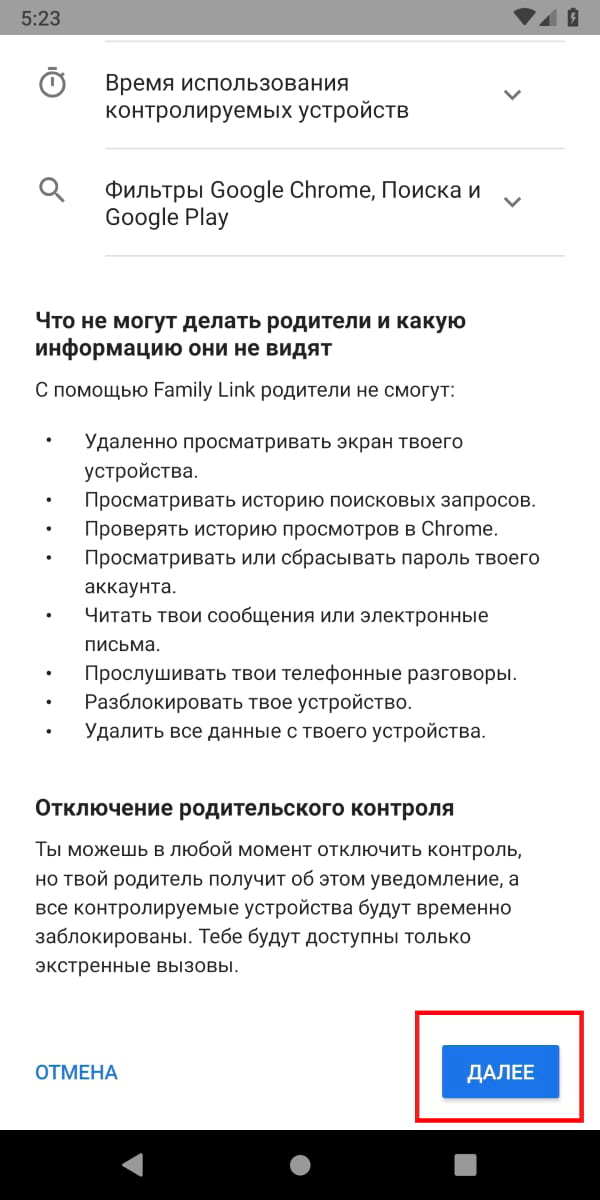 5:23
Время использования
контролируемых устройств
Фильтры Google Chrome, Поиска и
Google Play
Что не могут делать родители и какую
информацию они не видят
С помощью Family Link родители не смогут:
• Удаленно просматривать экран твоего
устройства.
• Просматривать историю поисковых запросов.
• Проверять историю просмотров в Chrome.
• Просматривать или сбрасывать пароль твоего
аккаунта.
• Читать твои сообщения или электронные
письма.
• Прослушивать твои телефонные разговоры.
• Разблокировать твое устройство.
• Удалить все данные с твоего устройства.
Отключение родительского контроля
Ты можешь в любой момент отключить контроль,
но твой родитель получит об этом уведомление, а
все контролируемые устройства будут временно
заблокированы. Тебе будут доступны только
экстренные вызовы.
ОТМЕНА
ДАЛЕЕ